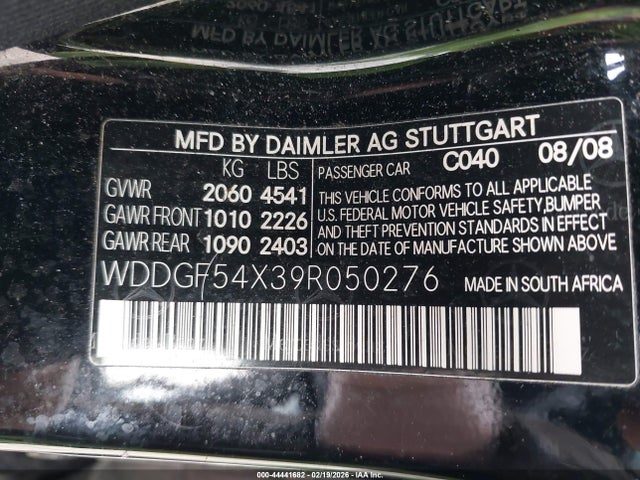 MFD BY DAIMLER AG STUTTGART
KG LBS PASSENGER CAR C040 08/08
GVWR 2060 4541
GAWR FRONT 1010 2226
GAWR REAR 1090 2403
THIS VEHICLE CONFORMS TO ALL APPLICABLE
U.S. FEDERAL MOTOR VEHICLE SAFETY,BUMPER
AND THEFT PREVENTION STANDARDS IN EFFECT
ON THE DATE OF MANUFACTURE SHOWN ABOVE
WDDGF54X39R050276 MADE IN SOUTH AFRICA
000-44441682 - 02/19/2026 - IAA Inc.